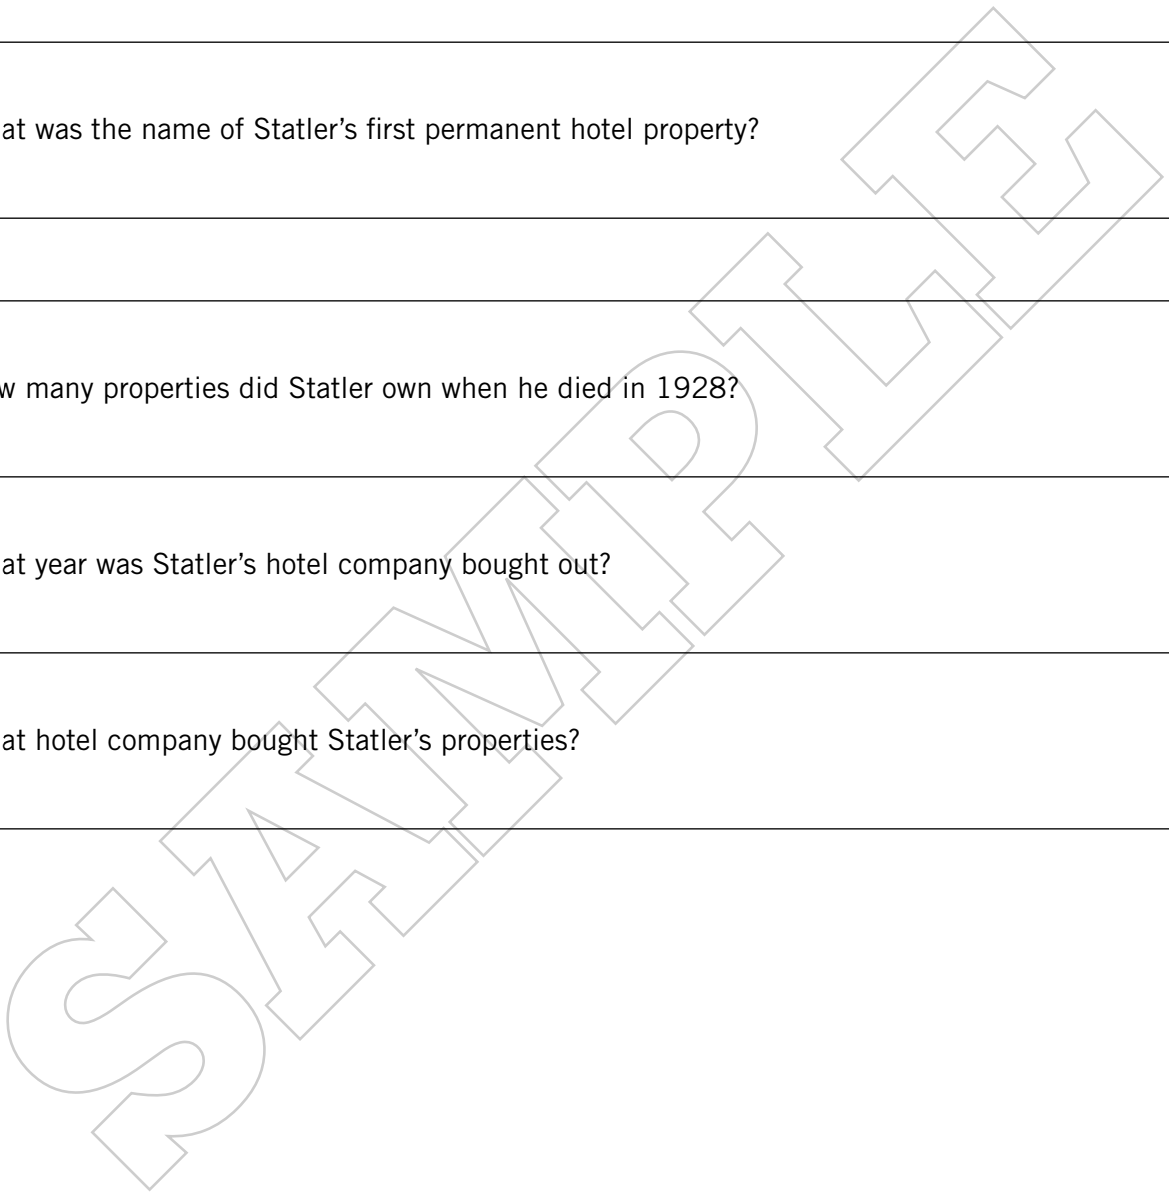 at was the name of Statler’s first permanent hotel property?
w many properties did Statler own when he died in 1928?
at year was Statler’s hotel company bought out?
at hotel company bought Statler’s properties?
SAMPLE